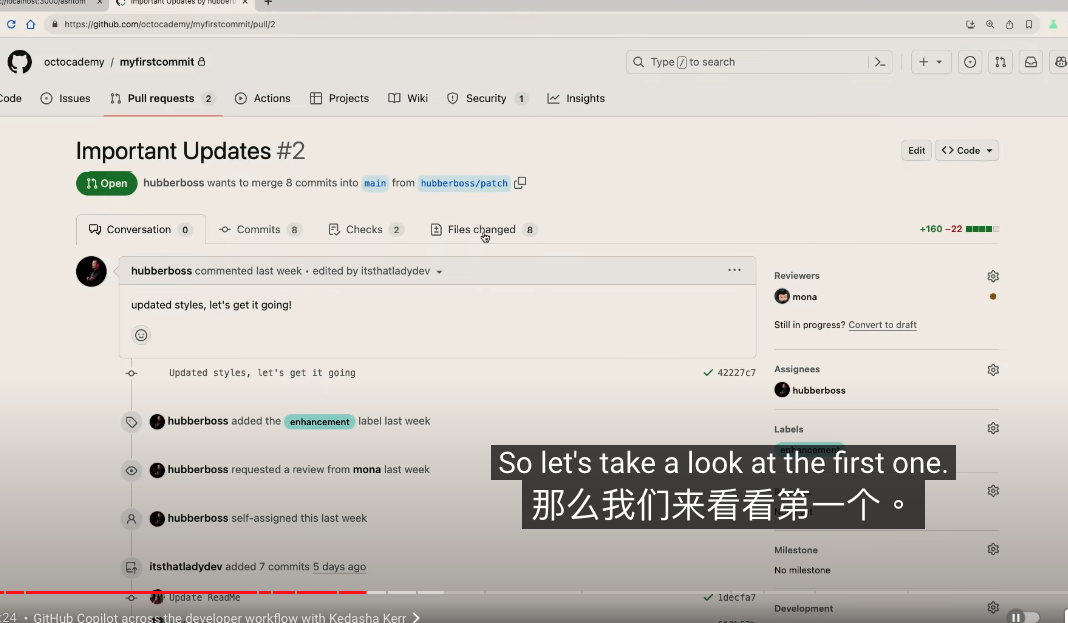 //localhost:3000/ashtom
Important Updates by hubberb
https://github.com/octocademy/myfirstcommit/pull/2
octocademy / myfirstcommit
Type / to search
Code
Issues
Pull requests 2
Actions
Projects
Wiki
Security 1
Insights
Important Updates #2
Edit
<> Code
Open
hubberboss wants to merge 8 commits into main from hubberboss/patch
Conversation 0
Commits 8
Checks 2
Files changed 8
+160 −22
hubberboss commented last week • edited by itsthatladydev
updated styles, let's get it going!
Updated styles, let's get it going
42227c7
hubberboss added the enhancement label last week
hubberboss requested a review from mona last week
hubberboss self-assigned this last week
itsthatladydev added 7 commits 5 days ago
Update ReadMe
1decfa7
Reviewers
mona
Still in progress? Convert to draft
Assignees
hubberboss
Labels
enhancement
Milestone
No milestone
Development
So let's take a look at the first one.
那么我们来看看第一个。
:24 • GitHub Copilot across the developer workflow with Kedasha Kerr